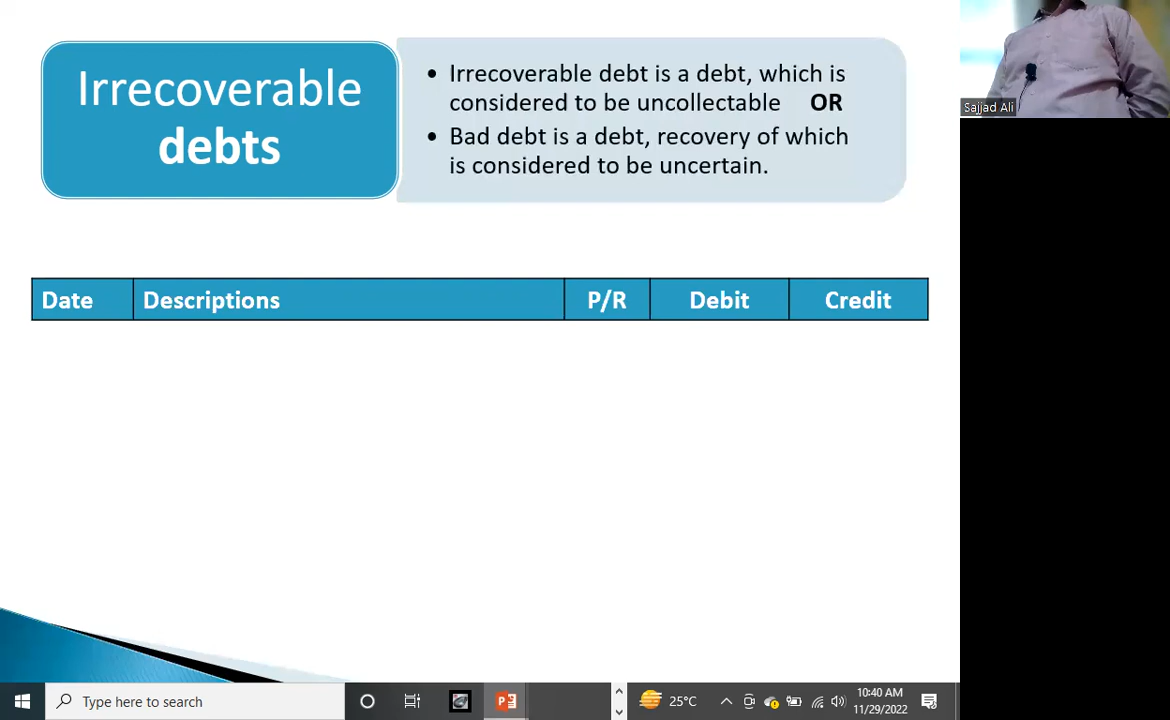 Irrecoverable
debts
• Irrecoverable debt is a debt, which is
considered to be uncollectable OR
• Bad debt is a debt, recovery of which
is considered to be uncertain.
Sajjad Ali
Date Descriptions P/R Debit Credit
Type here to search
25°C
10:40 AM
11/29/2022